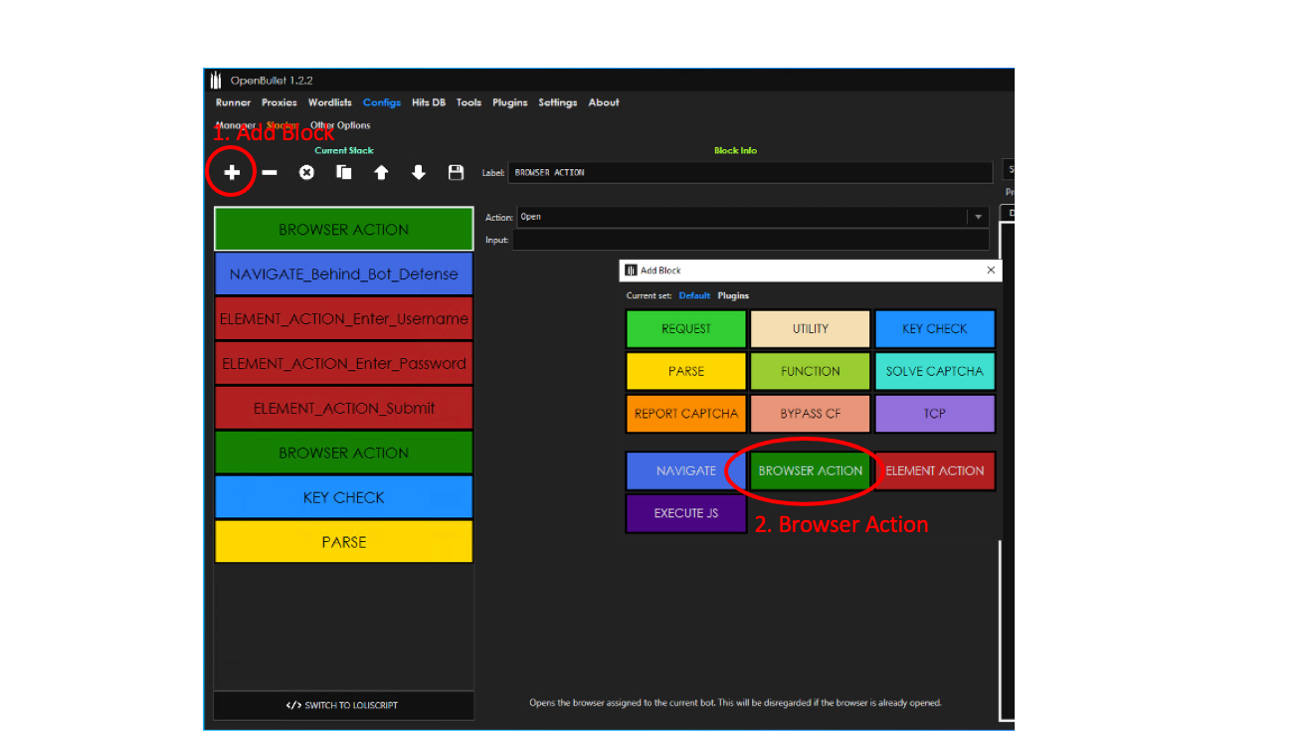 OpenBullet 1.2.2
Runner Proxies Wordlists Configs Hits DB Tools Plugins Settings About
Manager Stacker Other Options
1. Add Block
Current Stack
Block Info
Label: BROWSER ACTION
Action: Open
Input:
BROWSER ACTION
NAVIGATE_Behind_Bot_Defense
ELEMENT_ACTION_Enter_Username
ELEMENT_ACTION_Enter_Password
ELEMENT_ACTION_Submit
BROWSER ACTION
KEY CHECK
PARSE
</> SWITCH TO LOLISCRIPT
Add Block
Current set: Default Plugins
REQUEST UTILITY KEY CHECK
PARSE FUNCTION SOLVE CAPTCHA
REPORT CAPTCHA BYPASS CF TCP
NAVIGATE BROWSER ACTION ELEMENT ACTION
EXECUTE JS
2. Browser Action
Opens the browser assigned to the current bot. This will be disregarded if the browser is already opened.